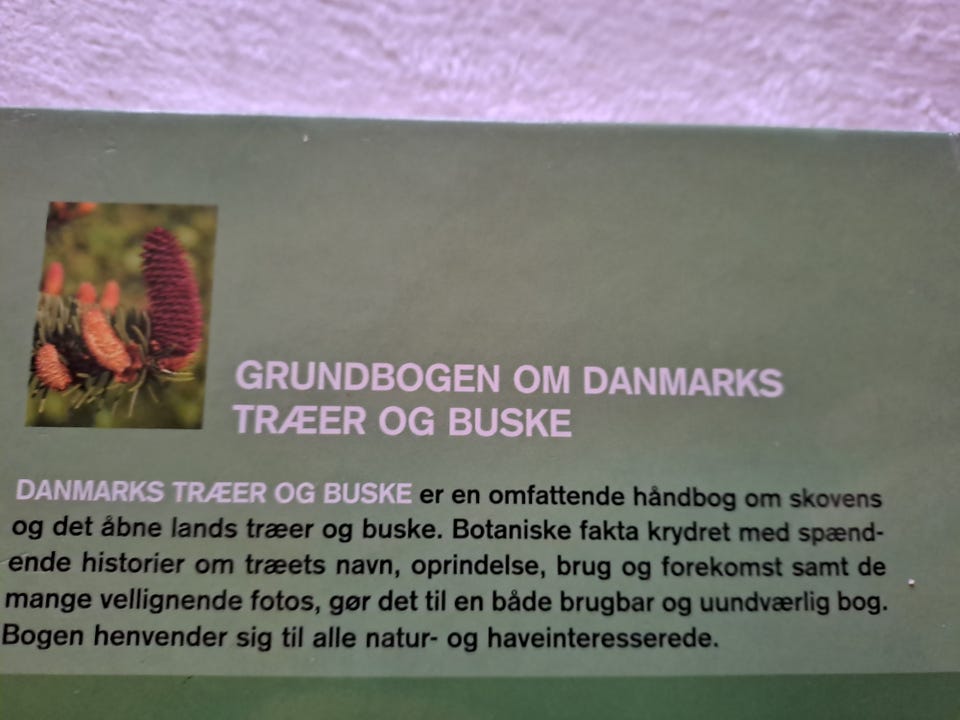 GRUNDBOGEN OM DANMARKS
TRÆER OG BUSKE
DANMARKS TRÆER OG BUSKE er en omfattende håndbog om skovens
og det åbne lands træer og buske. Botaniske fakta krydret med spænd-
ende historier om træets navn, oprindelse, brug og forekomst samt de
mange vellignende fotos, gør det til en både brugbar og uundværlig bog.
Bogen henvender sig til alle natur- og haveinteresserede.